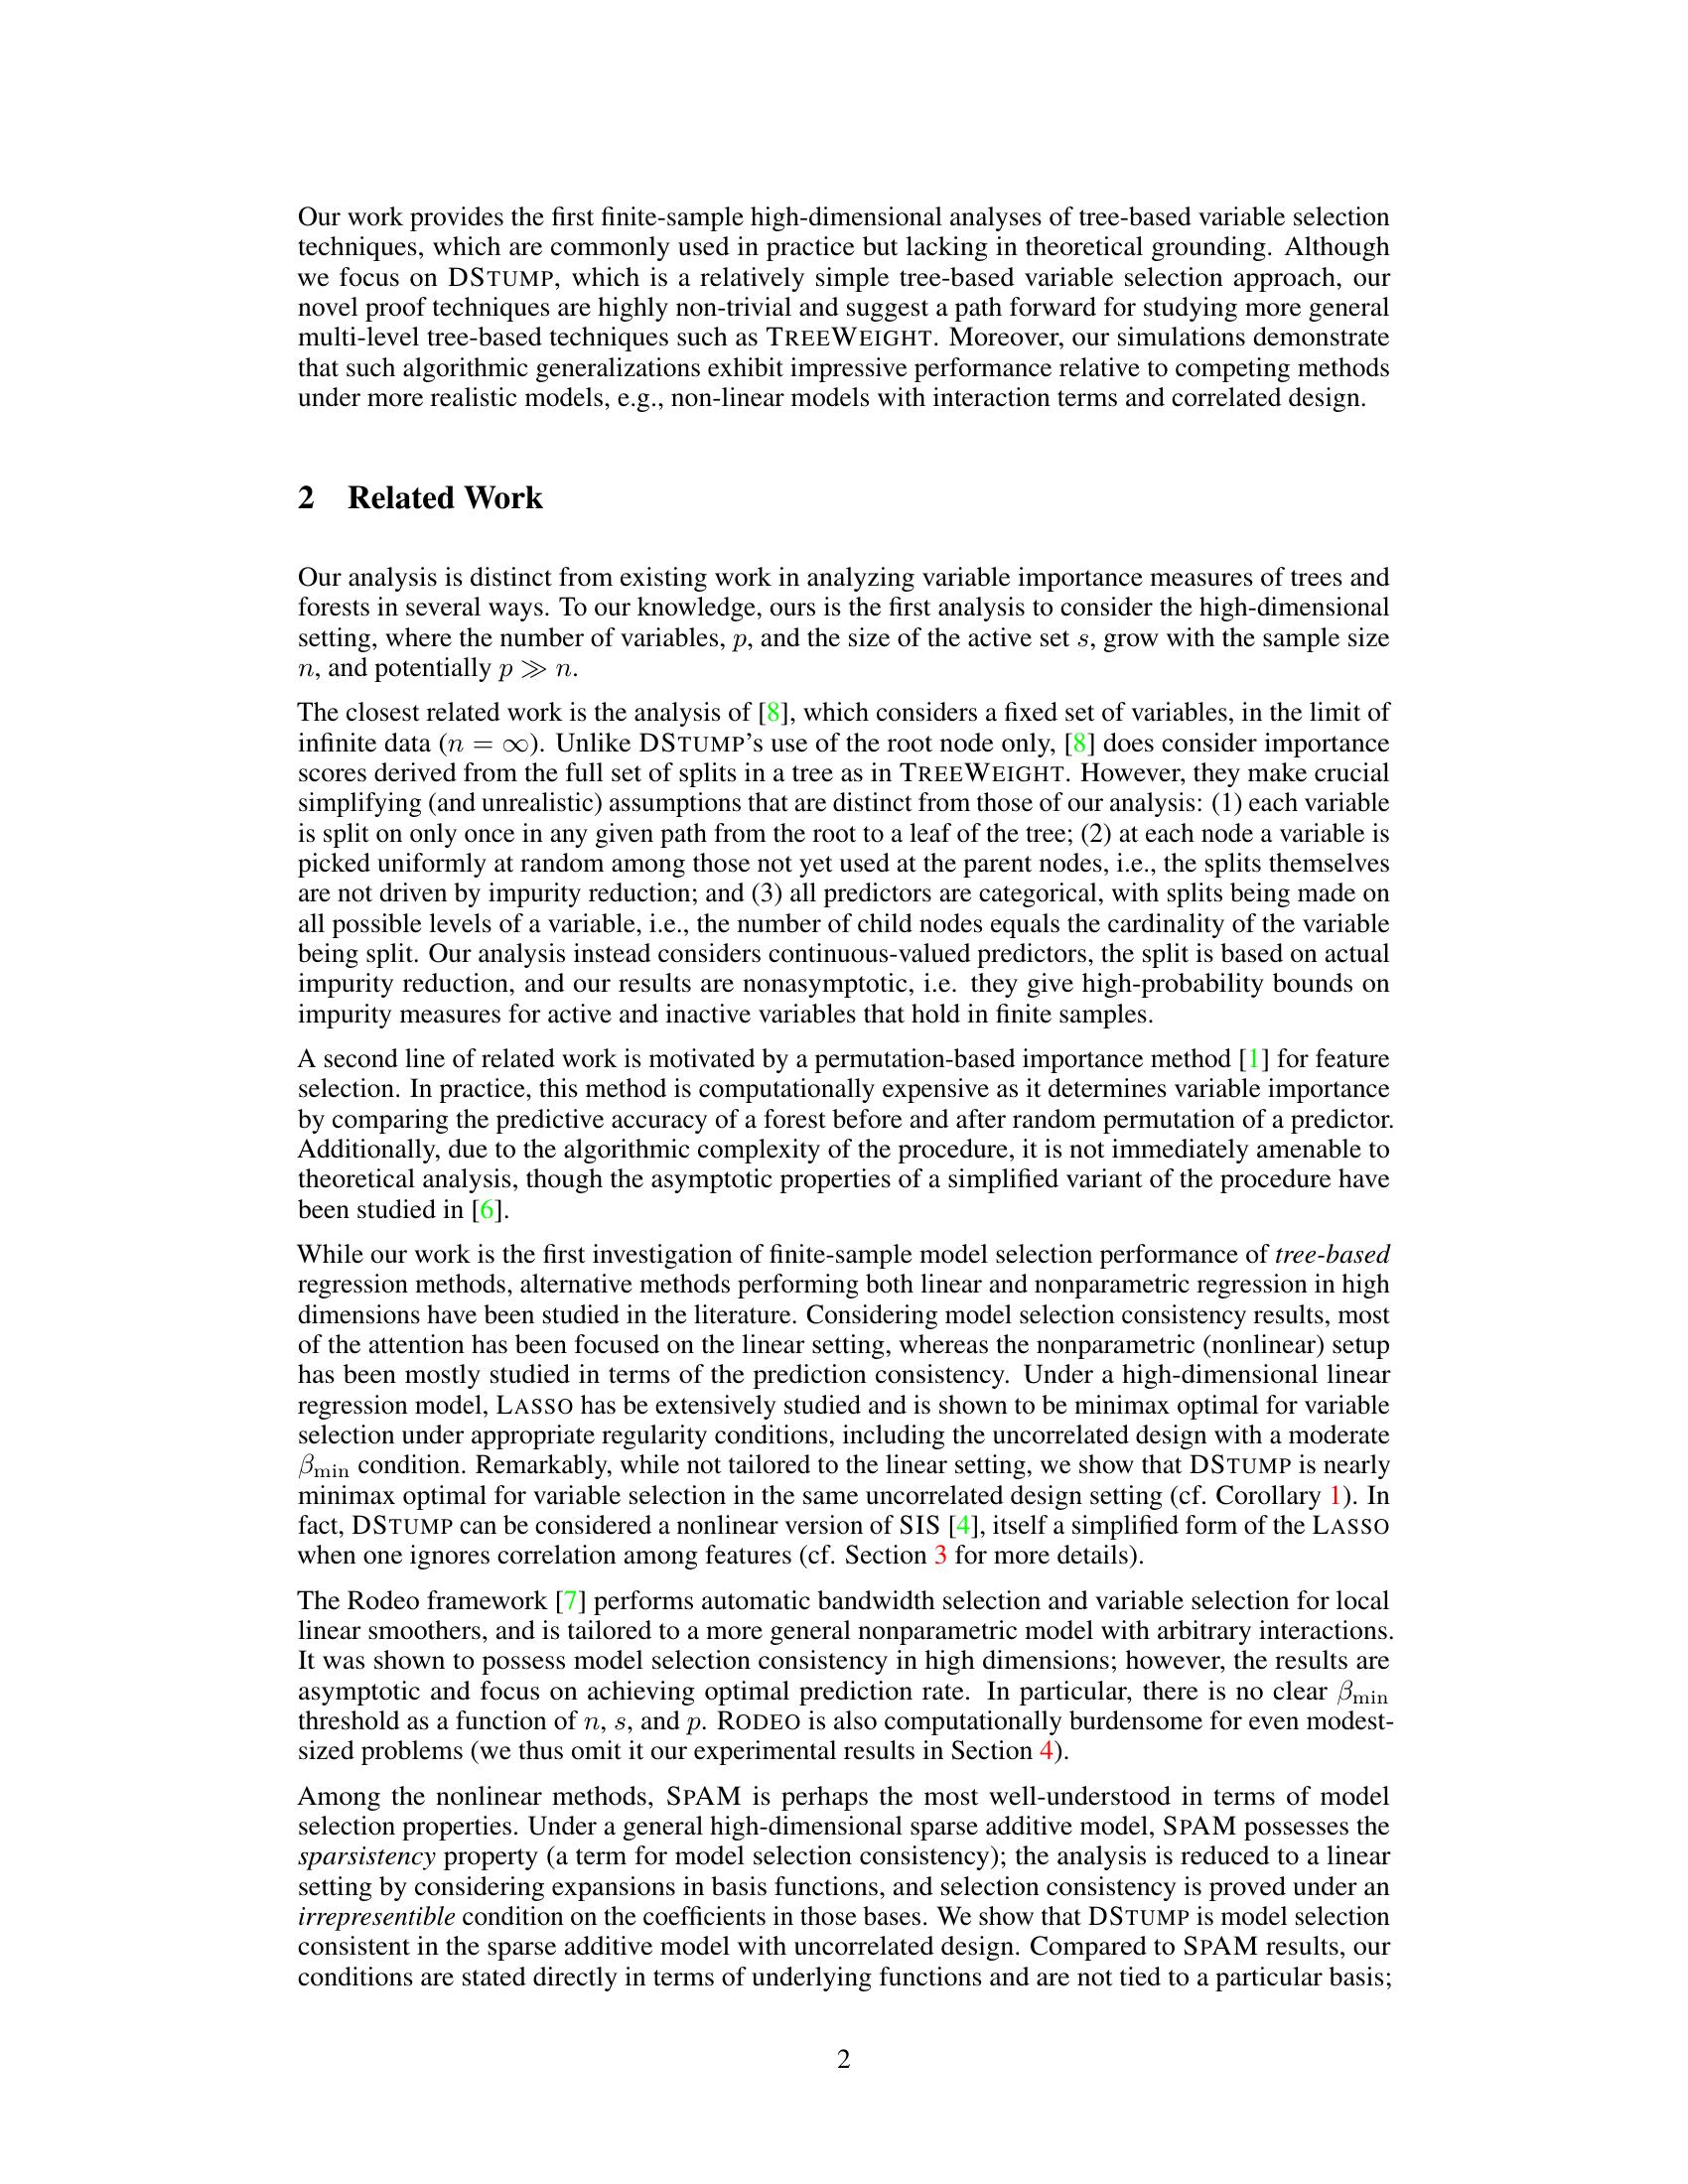 Our work provides the first finite-sample high-dimensional analyses of tree-based variable selection
techniques, which are commonly used in practice but lacking in theoretical grounding. Although
we focus on DSTUMP, which is a relatively simple tree-based variable selection approach, our
novel proof techniques are highly non-trivial and suggest a path forward for studying more general
multi-level tree-based techniques such as TREEWEIGHT. Moreover, our simulations demonstrate
that such algorithmic generalizations exhibit impressive performance relative to competing methods
under more realistic models, e.g., non-linear models with interaction terms and correlated design.
2 Related Work
Our analysis is distinct from existing work in analyzing variable importance measures of trees and
forests in several ways. To our knowledge, ours is the first analysis to consider the high-dimensional
setting, where the number of variables, p, and the size of the active set s, grow with the sample size
n, and potentially p ≫ n.
The closest related work is the analysis of [8], which considers a fixed set of variables, in the limit of
infinite data (n = ∞). Unlike DSTUMP's use of the root node only, [8] does consider importance
scores derived from the full set of splits in a tree as in TREEWEIGHT. However, they make crucial
simplifying (and unrealistic) assumptions that are distinct from those of our analysis: (1) each variable
is split on only once in any given path from the root to a leaf of the tree; (2) at each node a variable is
picked uniformly at random among those not yet used at the parent nodes, i.e., the splits themselves
are not driven by impurity reduction; and (3) all predictors are categorical, with splits being made on
all possible levels of a variable, i.e., the number of child nodes equals the cardinality of the variable
being split. Our analysis instead considers continuous-valued predictors, the split is based on actual
impurity reduction, and our results are nonasymptotic, i.e. they give high-probability bounds on
impurity measures for active and inactive variables that hold in finite samples.
A second line of related work is motivated by a permutation-based importance method [1] for feature
selection. In practice, this method is computationally expensive as it determines variable importance
by comparing the predictive accuracy of a forest before and after random permutation of a predictor.
Additionally, due to the algorithmic complexity of the procedure, it is not immediately amenable to
theoretical analysis, though the asymptotic properties of a simplified variant of the procedure have
been studied in [6].
While our work is the first investigation of finite-sample model selection performance of tree-based
regression methods, alternative methods performing both linear and nonparametric regression in high
dimensions have been studied in the literature. Considering model selection consistency results, most
of the attention has been focused on the linear setting, whereas the nonparametric (nonlinear) setup
has been mostly studied in terms of the prediction consistency. Under a high-dimensional linear
regression model, LASSO has be extensively studied and is shown to be minimax optimal for variable
selection under appropriate regularity conditions, including the uncorrelated design with a moderate
βmin condition. Remarkably, while not tailored to the linear setting, we show that DSTUMP is nearly
minimax optimal for variable selection in the same uncorrelated design setting (cf. Corollary 1). In
fact, DSTUMP can be considered a nonlinear version of SIS [4], itself a simplified form of the LASSO
when one ignores correlation among features (cf. Section 3 for more details).
The Rodeo framework [7] performs automatic bandwidth selection and variable selection for local
linear smoothers, and is tailored to a more general nonparametric model with arbitrary interactions.
It was shown to possess model selection consistency in high dimensions; however, the results are
asymptotic and focus on achieving optimal prediction rate. In particular, there is no clear βmin
threshold as a function of n, s, and p. RODEO is also computationally burdensome for even modest-
sized problems (we thus omit it our experimental results in Section 4).
Among the nonlinear methods, SPAM is perhaps the most well-understood in terms of model
selection properties. Under a general high-dimensional sparse additive model, SPAM possesses the
sparsistency property (a term for model selection consistency); the analysis is reduced to a linear
setting by considering expansions in basis functions, and selection consistency is proved under an
irrepresentible condition on the coefficients in those bases. We show that DSTUMP is model selection
consistent in the sparse additive model with uncorrelated design. Compared to SPAM results, our
conditions are stated directly in terms of underlying functions and are not tied to a particular basis;
2